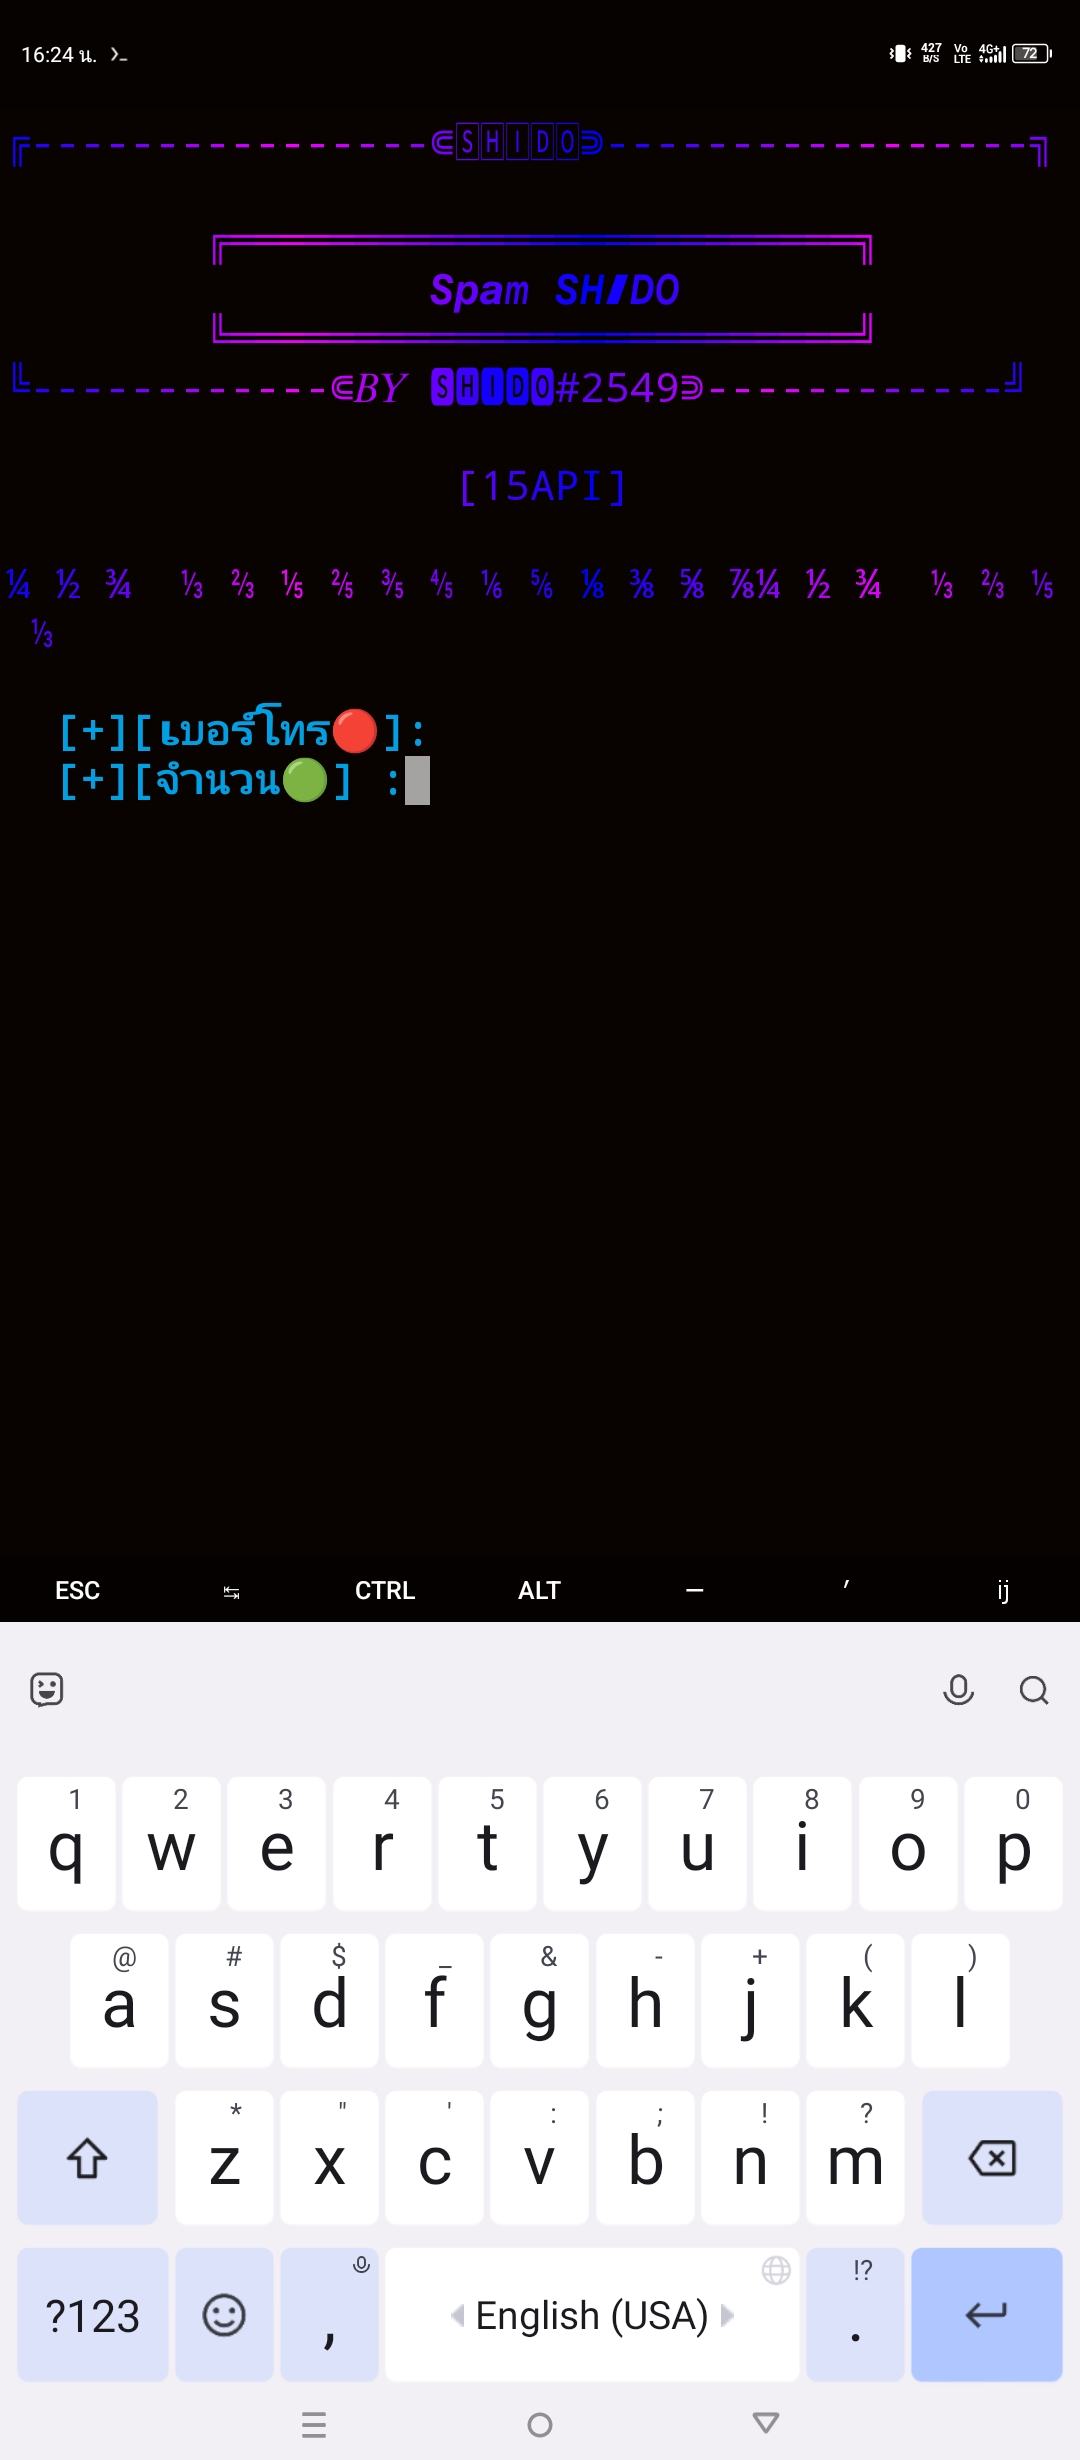 16:24 น.
427 B/S Vo LTE 4G+ 72
╔----------------⋐🅂🄷🄸🄳🄾⋑-----------------╗
╔══════════════════════════╗
Spam SHIDO
╚══════════════════════════╝
╚------------⋐BY 🆂🅷🅸🅳🅾#2549⋑------------╝
[15API]
¼ ½ ¾ ⅓ ⅔ ⅕ ⅖ ⅗ ⅘ ⅙ ⅚ ⅛ ⅜ ⅝ ⅞¼ ½ ¾ ⅓ ⅔ ⅕
⅓
[+][เบอร์โทร🔴]:
[+][จำนวน🟢] :
ESC ↹ CTRL ALT – ′ ij
1 2 3 4 5 6 7 8 9 0
q w e r t y u i o p
@ # $ _ & - + ( )
a s d f g h j k l
* " ' : ; ! ?
z x c v b n m
?123 , English (USA) !? .